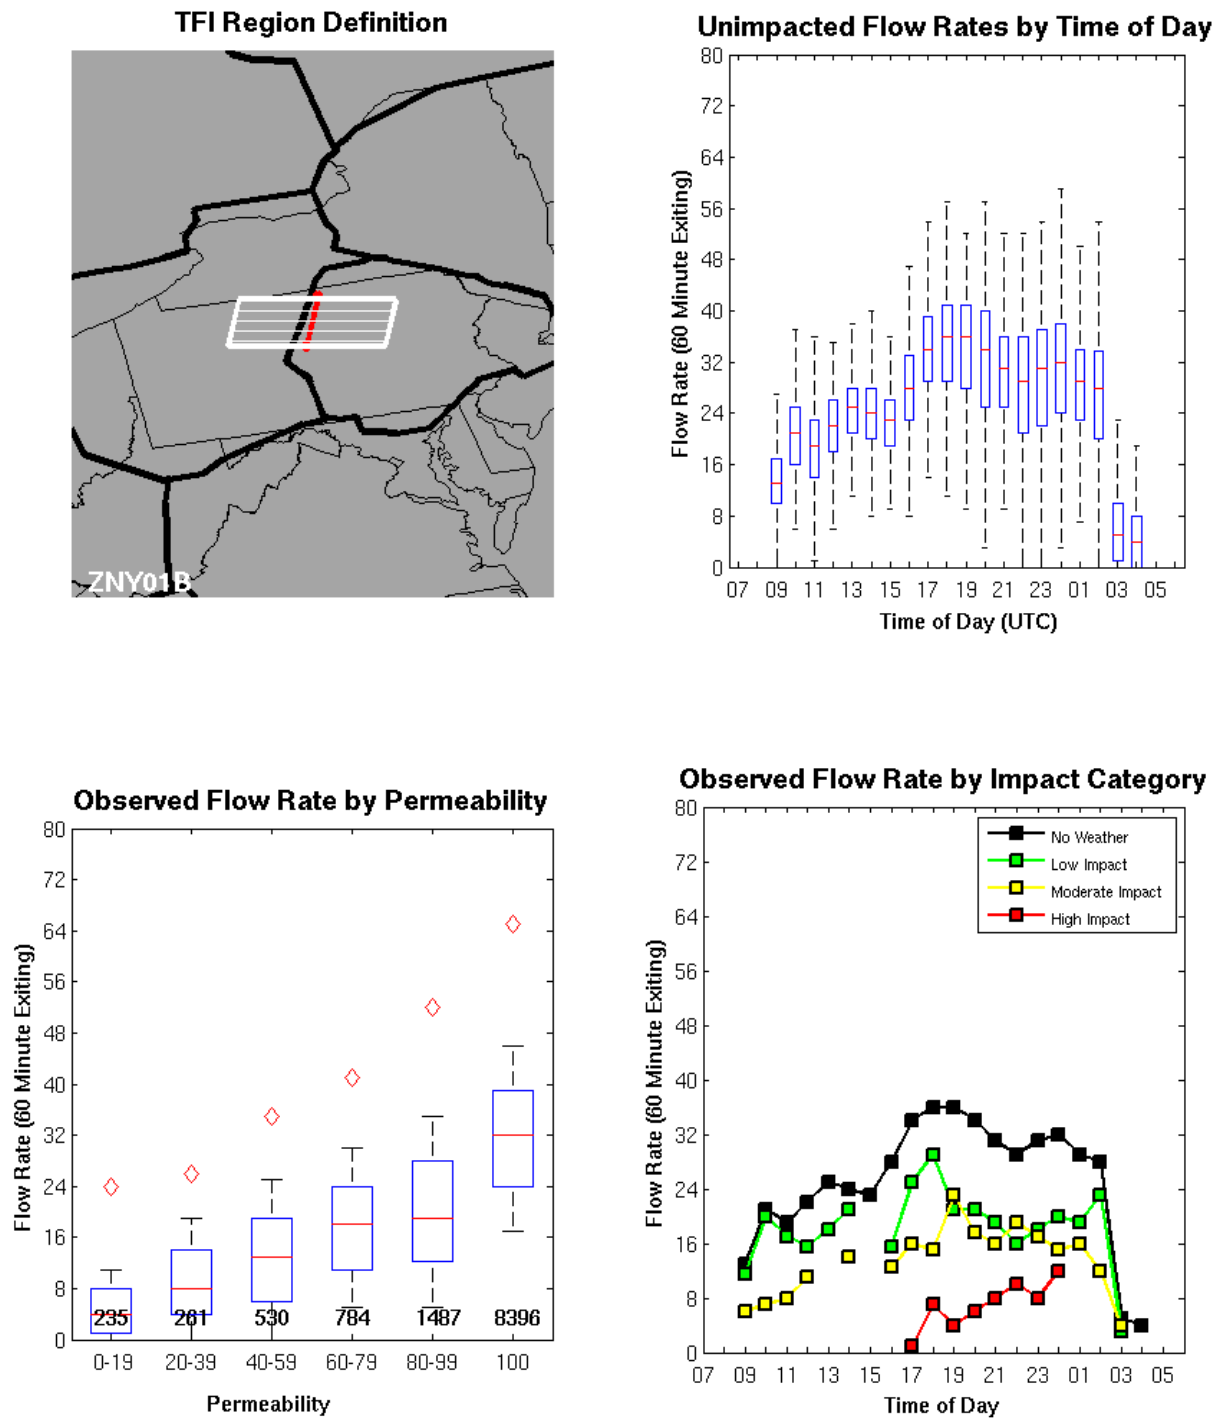 TFI Region Definition
ZNY01B
Unimpacted Flow Rates by Time of Day
80
72
64
56
48
40
32
24
16
8
0
Flow Rate (60 Minute Exiting)
07 09 11 13 15 17 19 21 23 01 03 05
Time of Day (UTC)
Observed Flow Rate by Permeability
80
72
64
56
48
40
32
24
16
8
0
Flow Rate (60 Minute Exiting)
235 261 530 784 1487 8396
0-19 20-39 40-59 60-79 80-99 100
Permeability
Observed Flow Rate by Impact Category
80
72
64
56
48
40
32
24
16
8
0
Flow Rate (60 Minute Exiting)
No Weather
Low Impact
Moderate Impact
High Impact
07 09 11 13 15 17 19 21 23 01 03 05
Time of Day